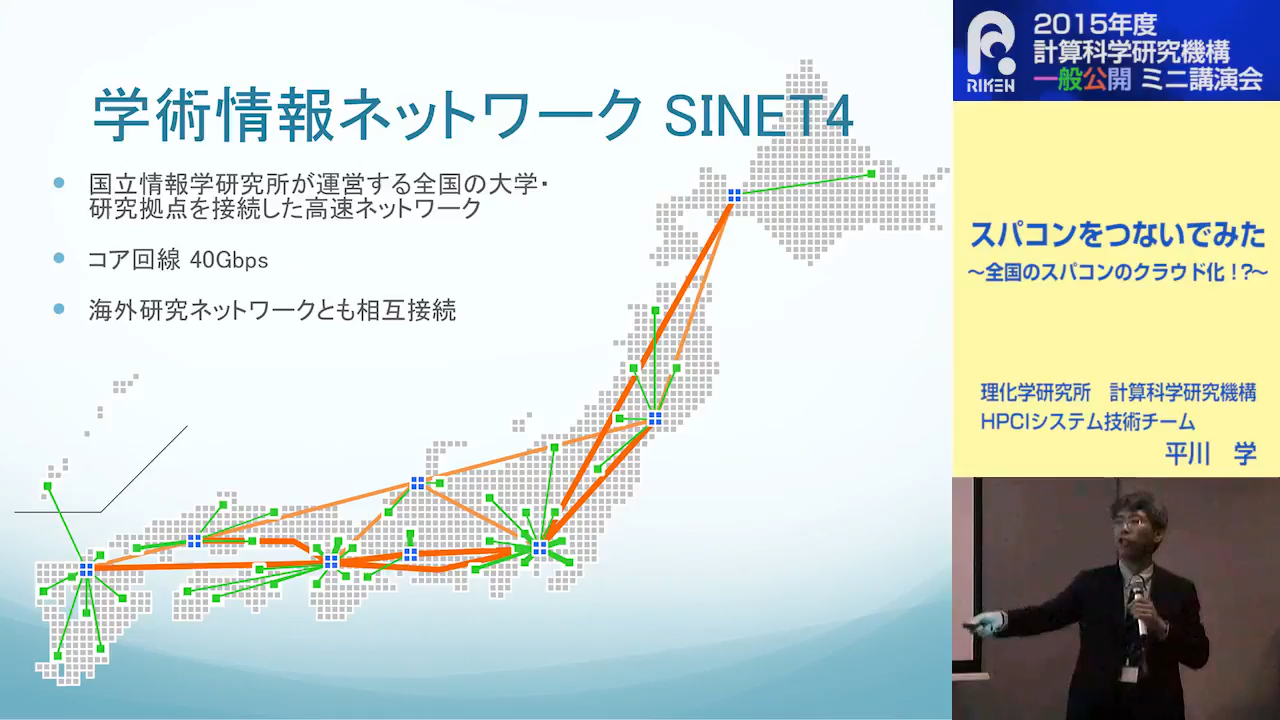 学術情報ネットワーク SINET4
国立情報学研究所が運営する全国の大学・
研究拠点を接続した高速ネットワーク
コア回線 40Gbps
海外研究ネットワークとも相互接続
RIKEN
2015年度
計算科学研究機構
一般公開 ミニ講演会
スパコンをつないでみた
～全国のスパコンのクラウド化！?～
理化学研究所　計算科学研究機構
HPCIシステム技術チーム
平川　学